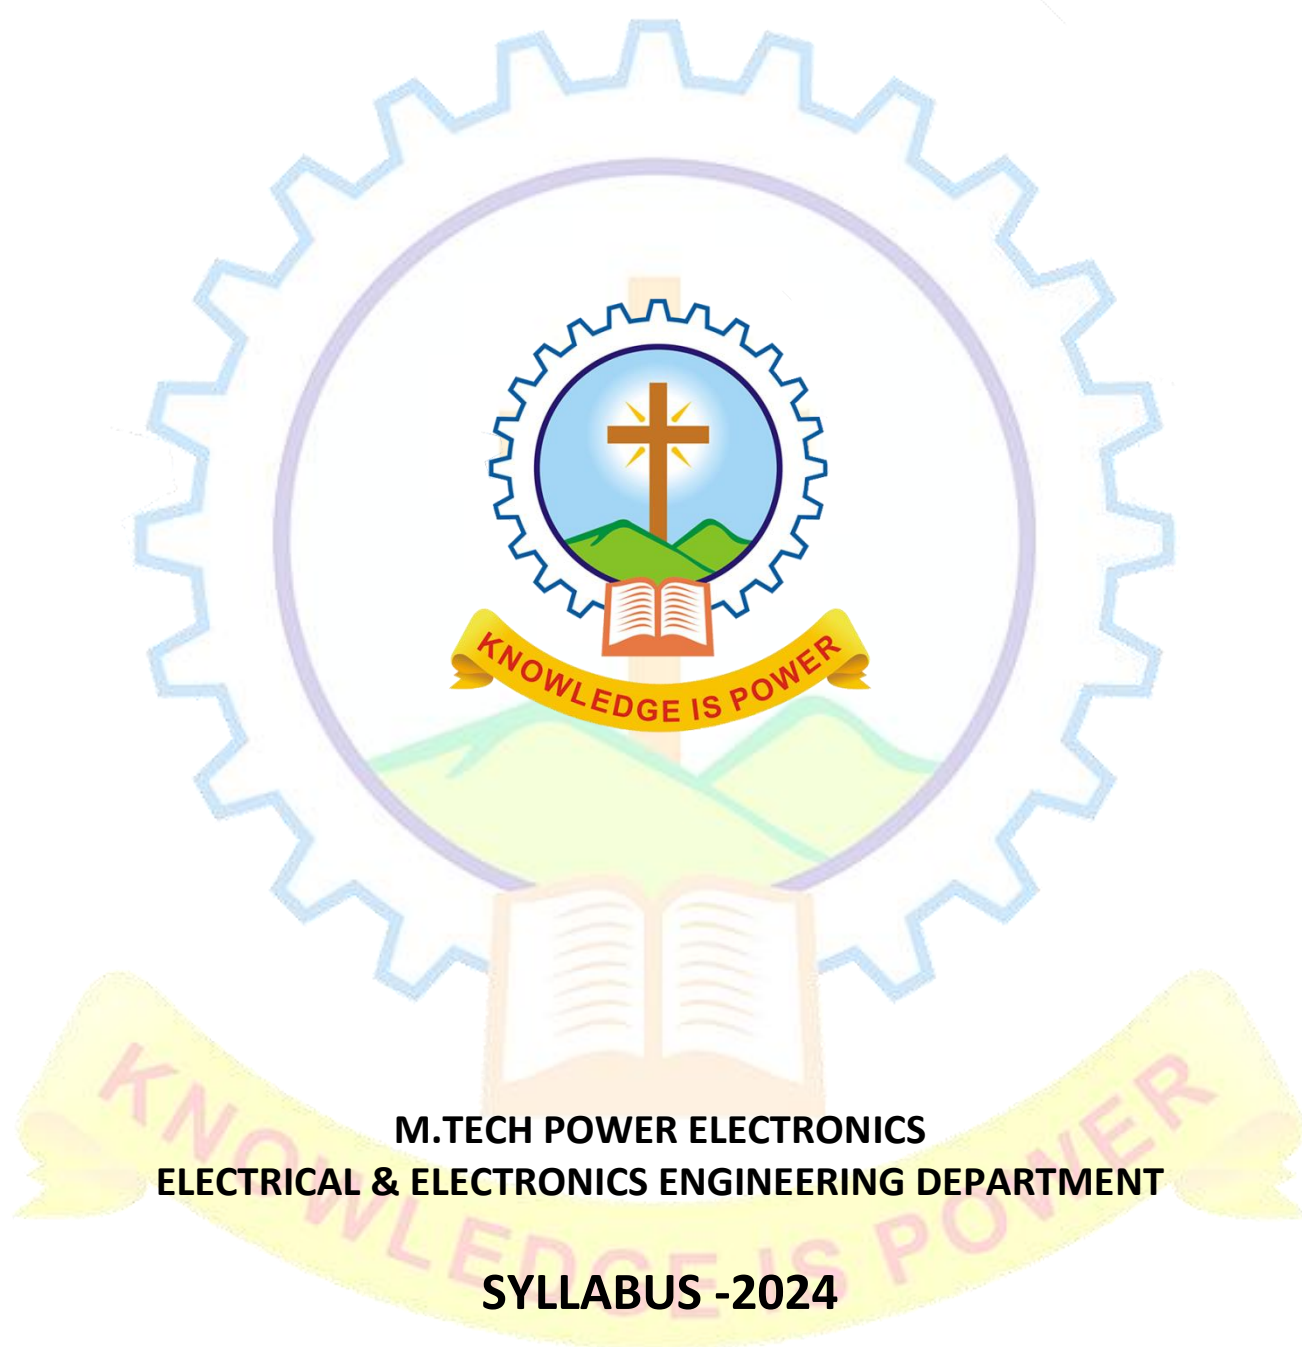 KNOWLEDGE IS POWER
M.TECH POWER ELECTRONICS
ELECTRICAL & ELECTRONICS ENGINEERING DEPARTMENT
KNOWLEDGE IS POWER
SYLLABUS -2024